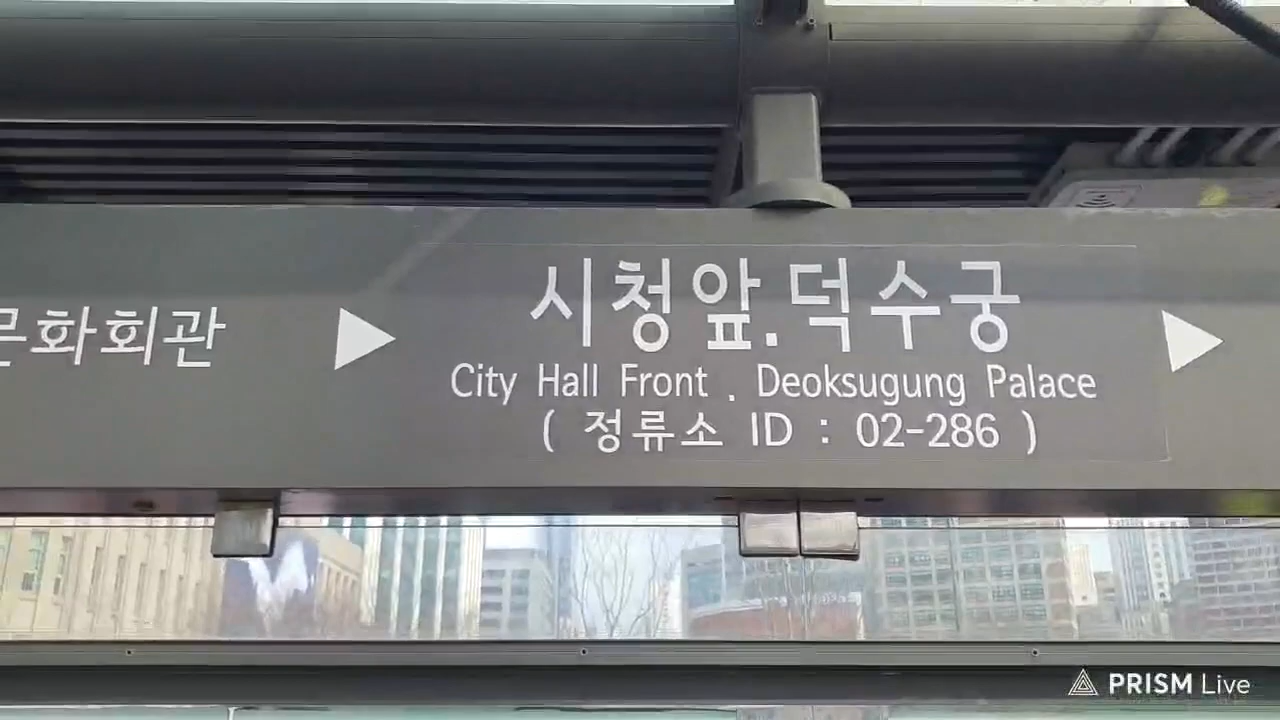 문화회관
시청앞.덕수궁
City Hall Front . Deoksugung Palace
( 정류소 ID : 02-286 )
PRISM Live